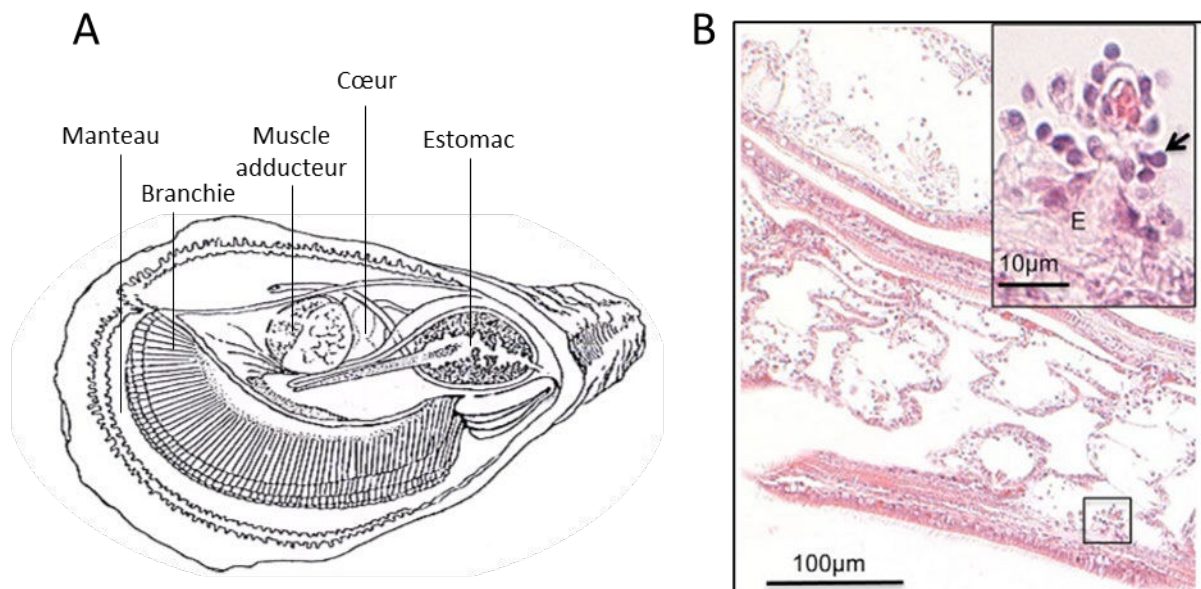 A
Cœur
Manteau
Muscle
adducteur
Estomac
Branchie
B
E
10µm
100µm